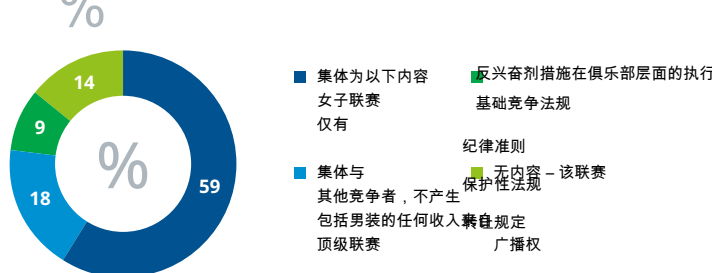 %
14
9
%
59
18
集体为以下内容
女子联赛
仅有
反兴奋剂措施在俱乐部层面的执行
基础竞争法规
纪律准则
集体与
其他竞争者，不产生
包括男装的任何收入来自
顶级联赛
无内容 – 该联赛
保护性法规
转让规定
广播权